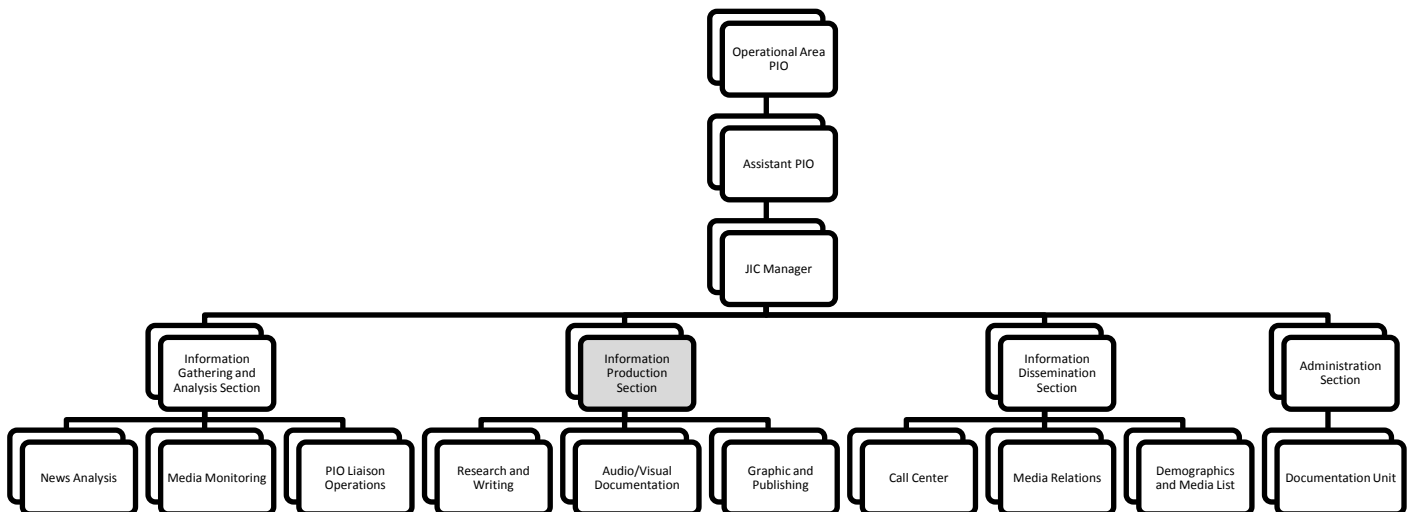 Operational Area
PIO
Assistant PIO
JIC Manager
Information
Gathering and
Analysis Section
Information
Production
Section
Information
Dissemination
Section
Administration
Section
News Analysis
Media Monitoring
PIO Liaison
Operations
Research and
Writing
Audio/Visual
Documentation
Graphic and
Publishing
Call Center
Media Relations
Demographics
and Media List
Documentation Unit